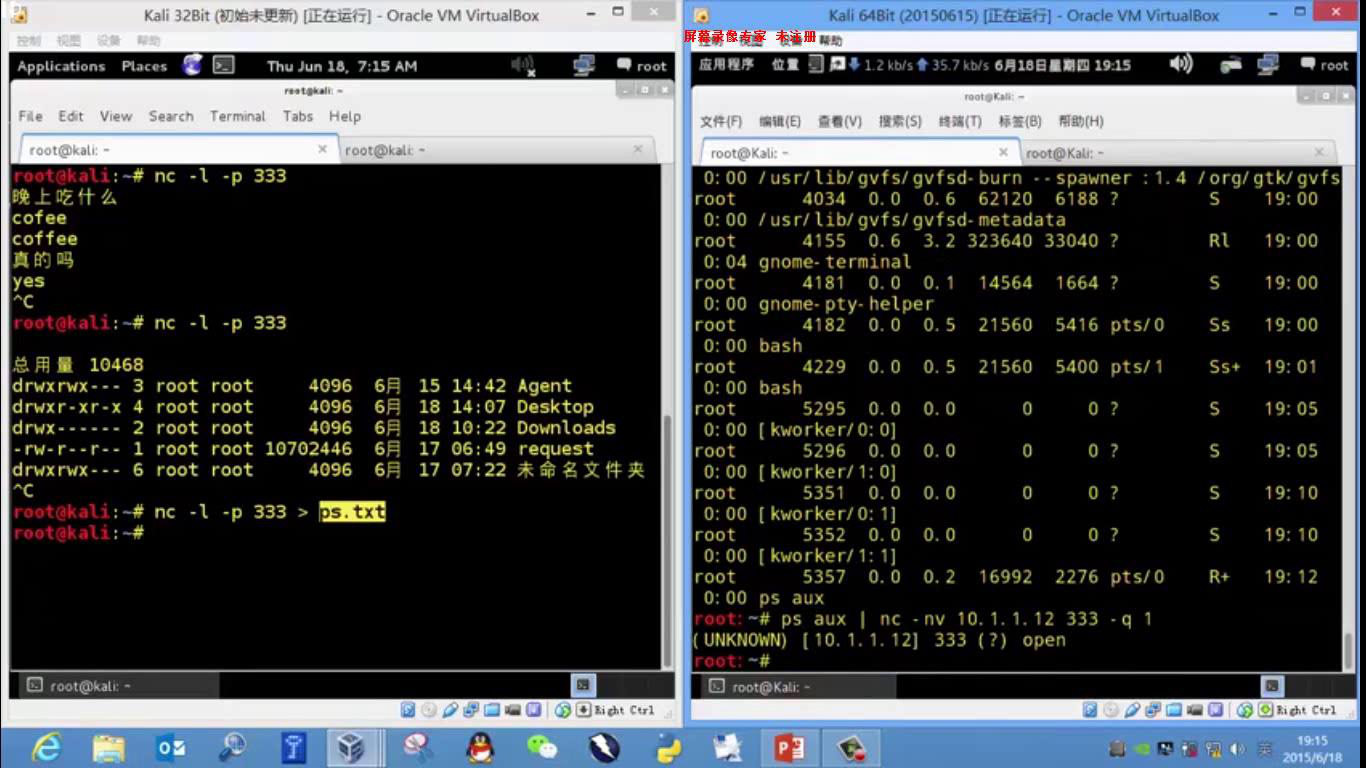 Kali 32Bit (初始未更新) [正在运行] - Oracle VM VirtualBox
控制 视图 设备 帮助
Applications Places Thu Jun 18, 7:15 AM root
root@kali: ~
File Edit View Search Terminal Tabs Help
root@kali: ~ × root@kali: ~ ×
root@kali:~# nc -l -p 333
晚上吃什么
cofee
coffee
真的吗
yes
^C
root@kali:~# nc -l -p 333
总用量 10468
drwxrwx--- 3 root root 4096 6月 15 14:42 Agent
drwxr-xr-x 4 root root 4096 6月 18 14:07 Desktop
drwx------ 2 root root 4096 6月 18 10:22 Downloads
-rw-r--r-- 1 root root 10702446 6月 17 06:49 request
drwxrwx--- 6 root root 4096 6月 17 07:22 未命名文件夹
^C
root@kali:~# nc -l -p 333 > ps.txt
root@kali:~#
root@kali: ~
Right Ctrl
Kali 64Bit (20150615) [正在运行] - Oracle VM VirtualBox
屏幕录像专家 未注册
控制 视图 设备 帮助
应用程序 位置 1.2 kb/s 35.7 kb/s 6月18日星期四 19:15 root
root@Kali: ~
文件(F) 编辑(E) 查看(V) 搜索(S) 终端(T) 标签(B) 帮助(H)
root@Kali: ~ × root@Kali: ~ ×
0:00 /usr/lib/gvfs/gvfsd-burn --spawner :1.4 /org/gtk/gvfs
root 4034 0.0 0.6 62120 6188 ? S 19:00
0:00 /usr/lib/gvfs/gvfsd-metadata
root 4155 0.6 3.2 323640 33040 ? Rl 19:00
0:04 gnome-terminal
root 4181 0.0 0.1 14564 1664 ? S 19:00
0:00 gnome-pty-helper
root 4182 0.0 0.5 21560 5416 pts/0 Ss 19:00
0:00 bash
root 4229 0.0 0.5 21560 5400 pts/1 Ss+ 19:01
0:00 bash
root 5295 0.0 0.0 0 0 ? S 19:05
0:00 [kworker/0:0]
root 5296 0.0 0.0 0 0 ? S 19:05
0:00 [kworker/1:0]
root 5351 0.0 0.0 0 0 ? S 19:10
0:00 [kworker/0:1]
root 5352 0.0 0.0 0 0 ? S 19:10
0:00 [kworker/1:1]
root 5357 0.0 0.2 16992 2276 pts/0 R+ 19:12
0:00 ps aux
root:~# ps aux | nc -nv 10.1.1.12 333 -q 1
(UNKNOWN) [10.1.1.12] 333 (?) open
root:~#
root@Kali: ~
Right Ctrl
英
19:15
2015/6/18